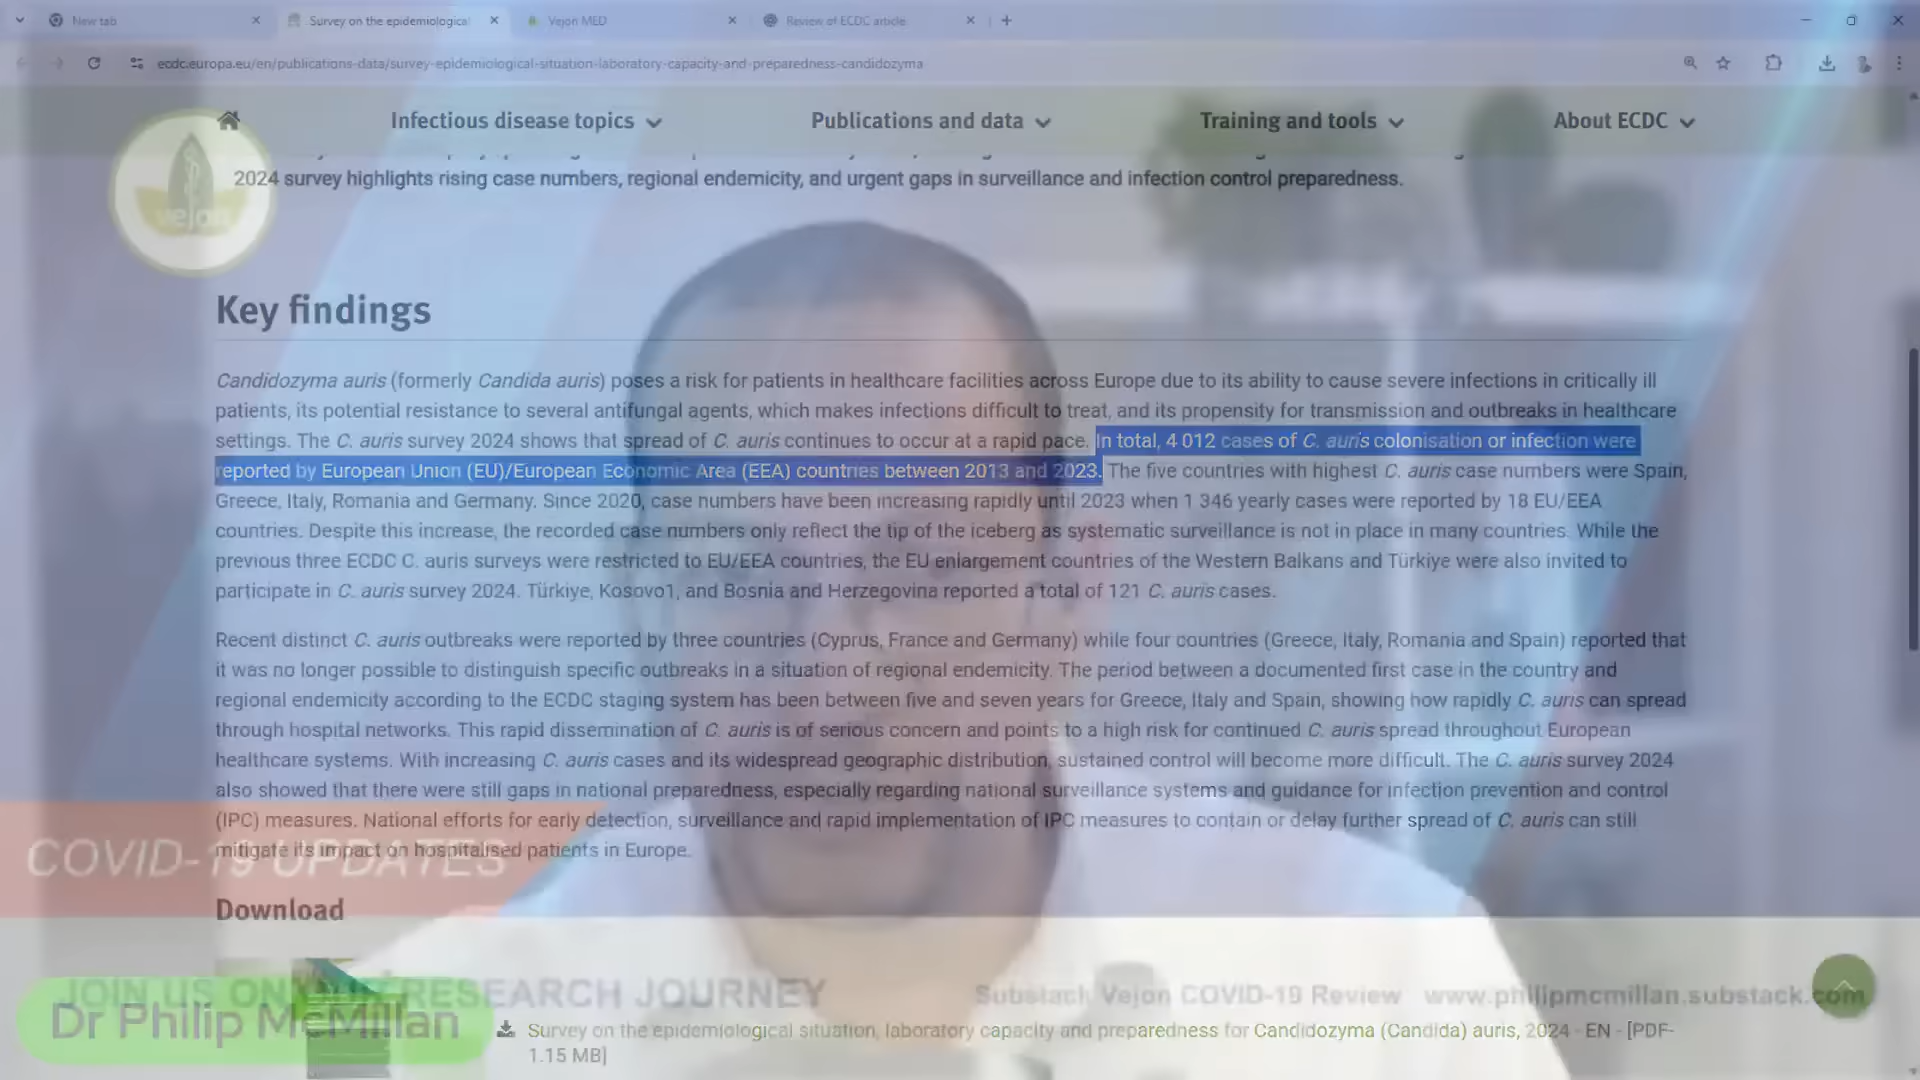 New tab
Survey on the epidemiological
Vejon MED
Review of ECDC article
ecdc.europa.eu/en/publications-data/survey-epidemiological-situation-laboratory-capacity-and-preparedness-candidozyma
Infectious disease topics
Publications and data
Training and tools
About ECDC
vejon
2024 survey highlights rising case numbers, regional endemicity, and urgent gaps in surveillance and infection control preparedness.
Key findings
Candidozyma auris (formerly Candida auris) poses a risk for patients in healthcare facilities across Europe due to its ability to cause severe infections in critically ill
patients, its potential resistance to several antifungal agents, which makes infections difficult to treat, and its propensity for transmission and outbreaks in healthcare
settings. The C. auris survey 2024 shows that spread of C. auris continues to occur at a rapid pace. In total, 4 012 cases of C. auris colonisation or infection were
reported by European Union (EU)/European Economic Area (EEA) countries between 2013 and 2023. The five countries with highest C. auris case numbers were Spain,
Greece, Italy, Romania and Germany. Since 2020, case numbers have been increasing rapidly until 2023 when 1 346 yearly cases were reported by 18 EU/EEA
countries. Despite this increase, the recorded case numbers only reflect the tip of the iceberg as systematic surveillance is not in place in many countries. While the
previous three ECDC C. auris surveys were restricted to EU/EEA countries, the EU enlargement countries of the Western Balkans and Türkiye were also invited to
participate in C. auris survey 2024. Türkiye, Kosovo1, and Bosnia and Herzegovina reported a total of 121 C. auris cases.
Recent distinct C. auris outbreaks were reported by three countries (Cyprus, France and Germany) while four countries (Greece, Italy, Romania and Spain) reported that
it was no longer possible to distinguish specific outbreaks in a situation of regional endemicity. The period between a documented first case in the country and
regional endemicity according to the ECDC staging system has been between five and seven years for Greece, Italy and Spain, showing how rapidly C. auris can spread
through hospital networks. This rapid dissemination of C. auris is of serious concern and points to a high risk for continued C. auris spread throughout European
healthcare systems. With increasing C. auris cases and its widespread geographic distribution, sustained control will become more difficult. The C. auris survey 2024
also showed that there were still gaps in national preparedness, especially regarding national surveillance systems and guidance for infection prevention and control
(IPC) measures. National efforts for early detection, surveillance and rapid implementation of IPC measures to contain or delay further spread of C. auris can still
mitigate its impact on hospitalised patients in Europe.
COVID-19 UPDATES
Download
JOIN US ON RESEARCH JOURNEY
Substack Vejon COVID-19 Review www.philipmcmillan.substack.com
Dr Philip McMillan
Survey on the epidemiological situation, laboratory capacity and preparedness for Candidozyma (Candida) auris, 2024 - EN - [PDF-
1.15 MB]